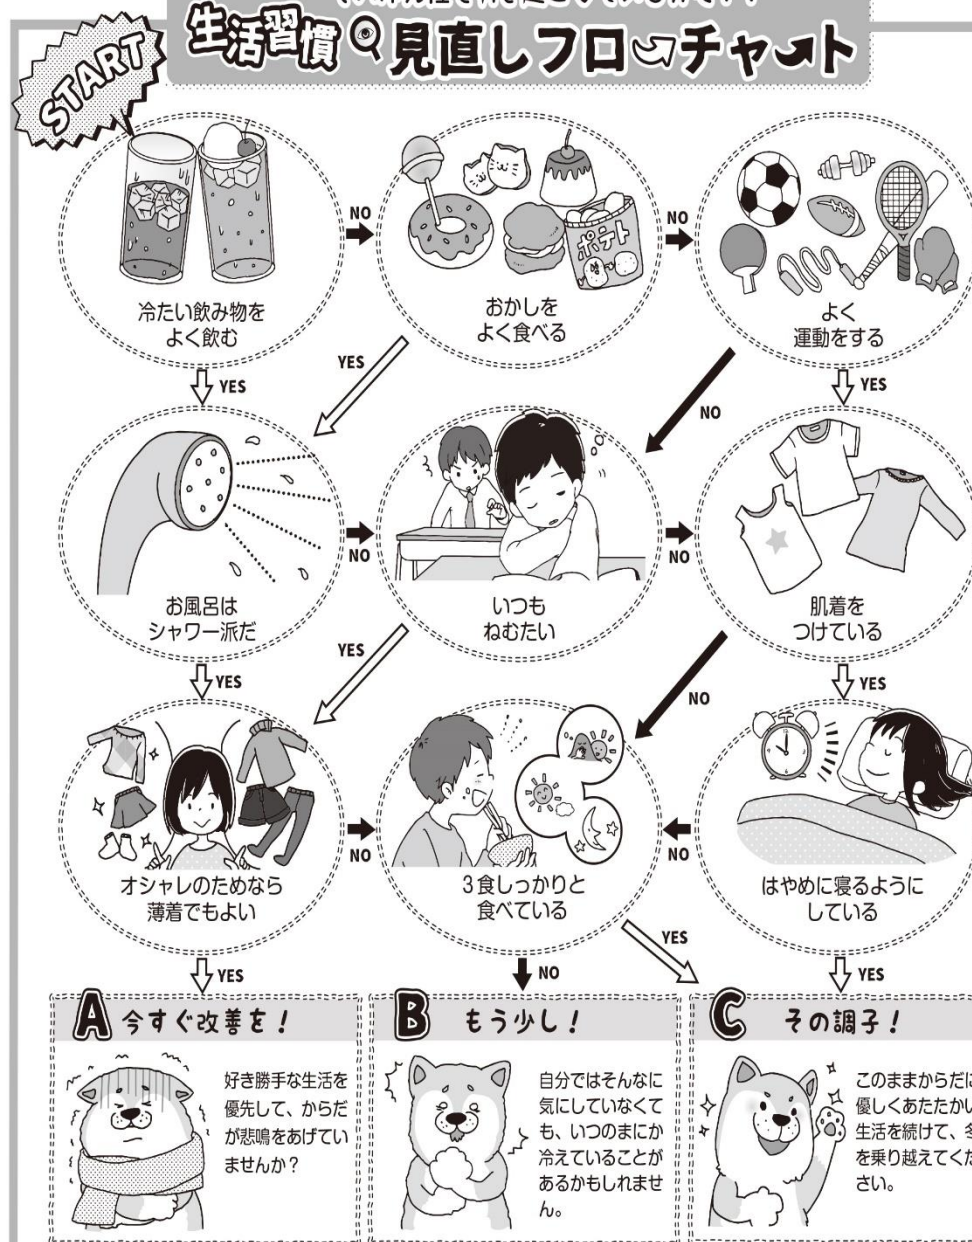 生活習慣見直しフローチャート
START
冷たい飲み物を
よく飲む
NO
ポテト
おかしを
よく食べる
NO
よく
運動をする
YES
YES
NO
YES
お風呂は
シャワー派だ
NO
いつも
ねむたい
NO
肌着を
つけている
YES
YES
NO
YES
オシャレのためなら
薄着でもよい
NO
3食しっかりと
食べている
NO
はやめに寝るように
している
YES
NO
YES
YES
A 今すぐ改善を!
好き勝手な生活を
優先して、からだ
が悲鳴をあげてい
ませんか?
B もう少し!
自分ではそんなに
気にしていなくて
も、いつのまにか
冷えていることが
あるかもしれませ
ん。
C その調子!
このままからだに
優しくあたたかい
生活を続けて、冬
を乗り越えてくだ
さい。